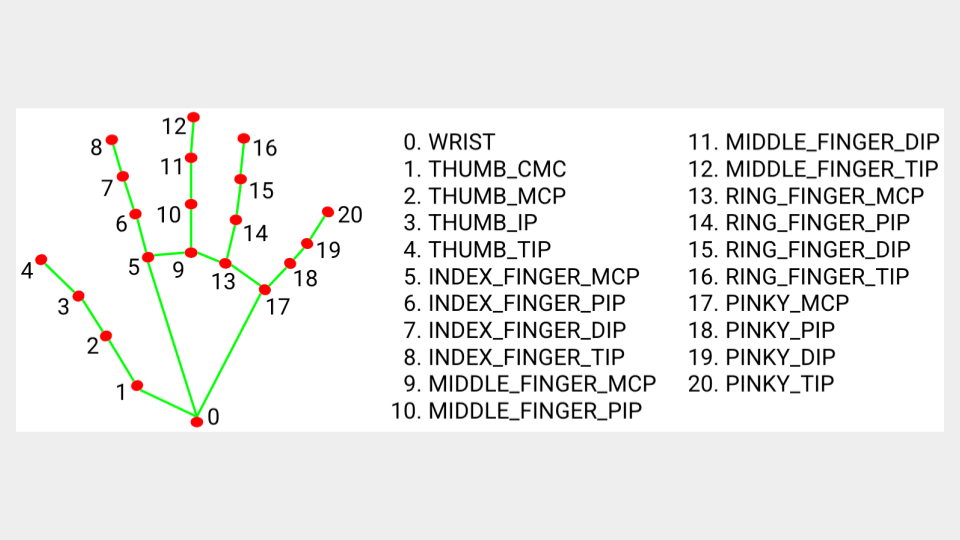 12
8
16
11
7
15
10
20
6
14
19
4
5
9
13
18
3
17
2
1
0
0. WRIST
1. THUMB_CMC
2. THUMB_MCP
3. THUMB_IP
4. THUMB_TIP
5. INDEX_FINGER_MCP
6. INDEX_FINGER_PIP
7. INDEX_FINGER_DIP
8. INDEX_FINGER_TIP
9. MIDDLE_FINGER_MCP
10. MIDDLE_FINGER_PIP
11. MIDDLE_FINGER_DIP
12. MIDDLE_FINGER_TIP
13. RING_FINGER_MCP
14. RING_FINGER_PIP
15. RING_FINGER_DIP
16. RING_FINGER_TIP
17. PINKY_MCP
18. PINKY_PIP
19. PINKY_DIP
20. PINKY_TIP